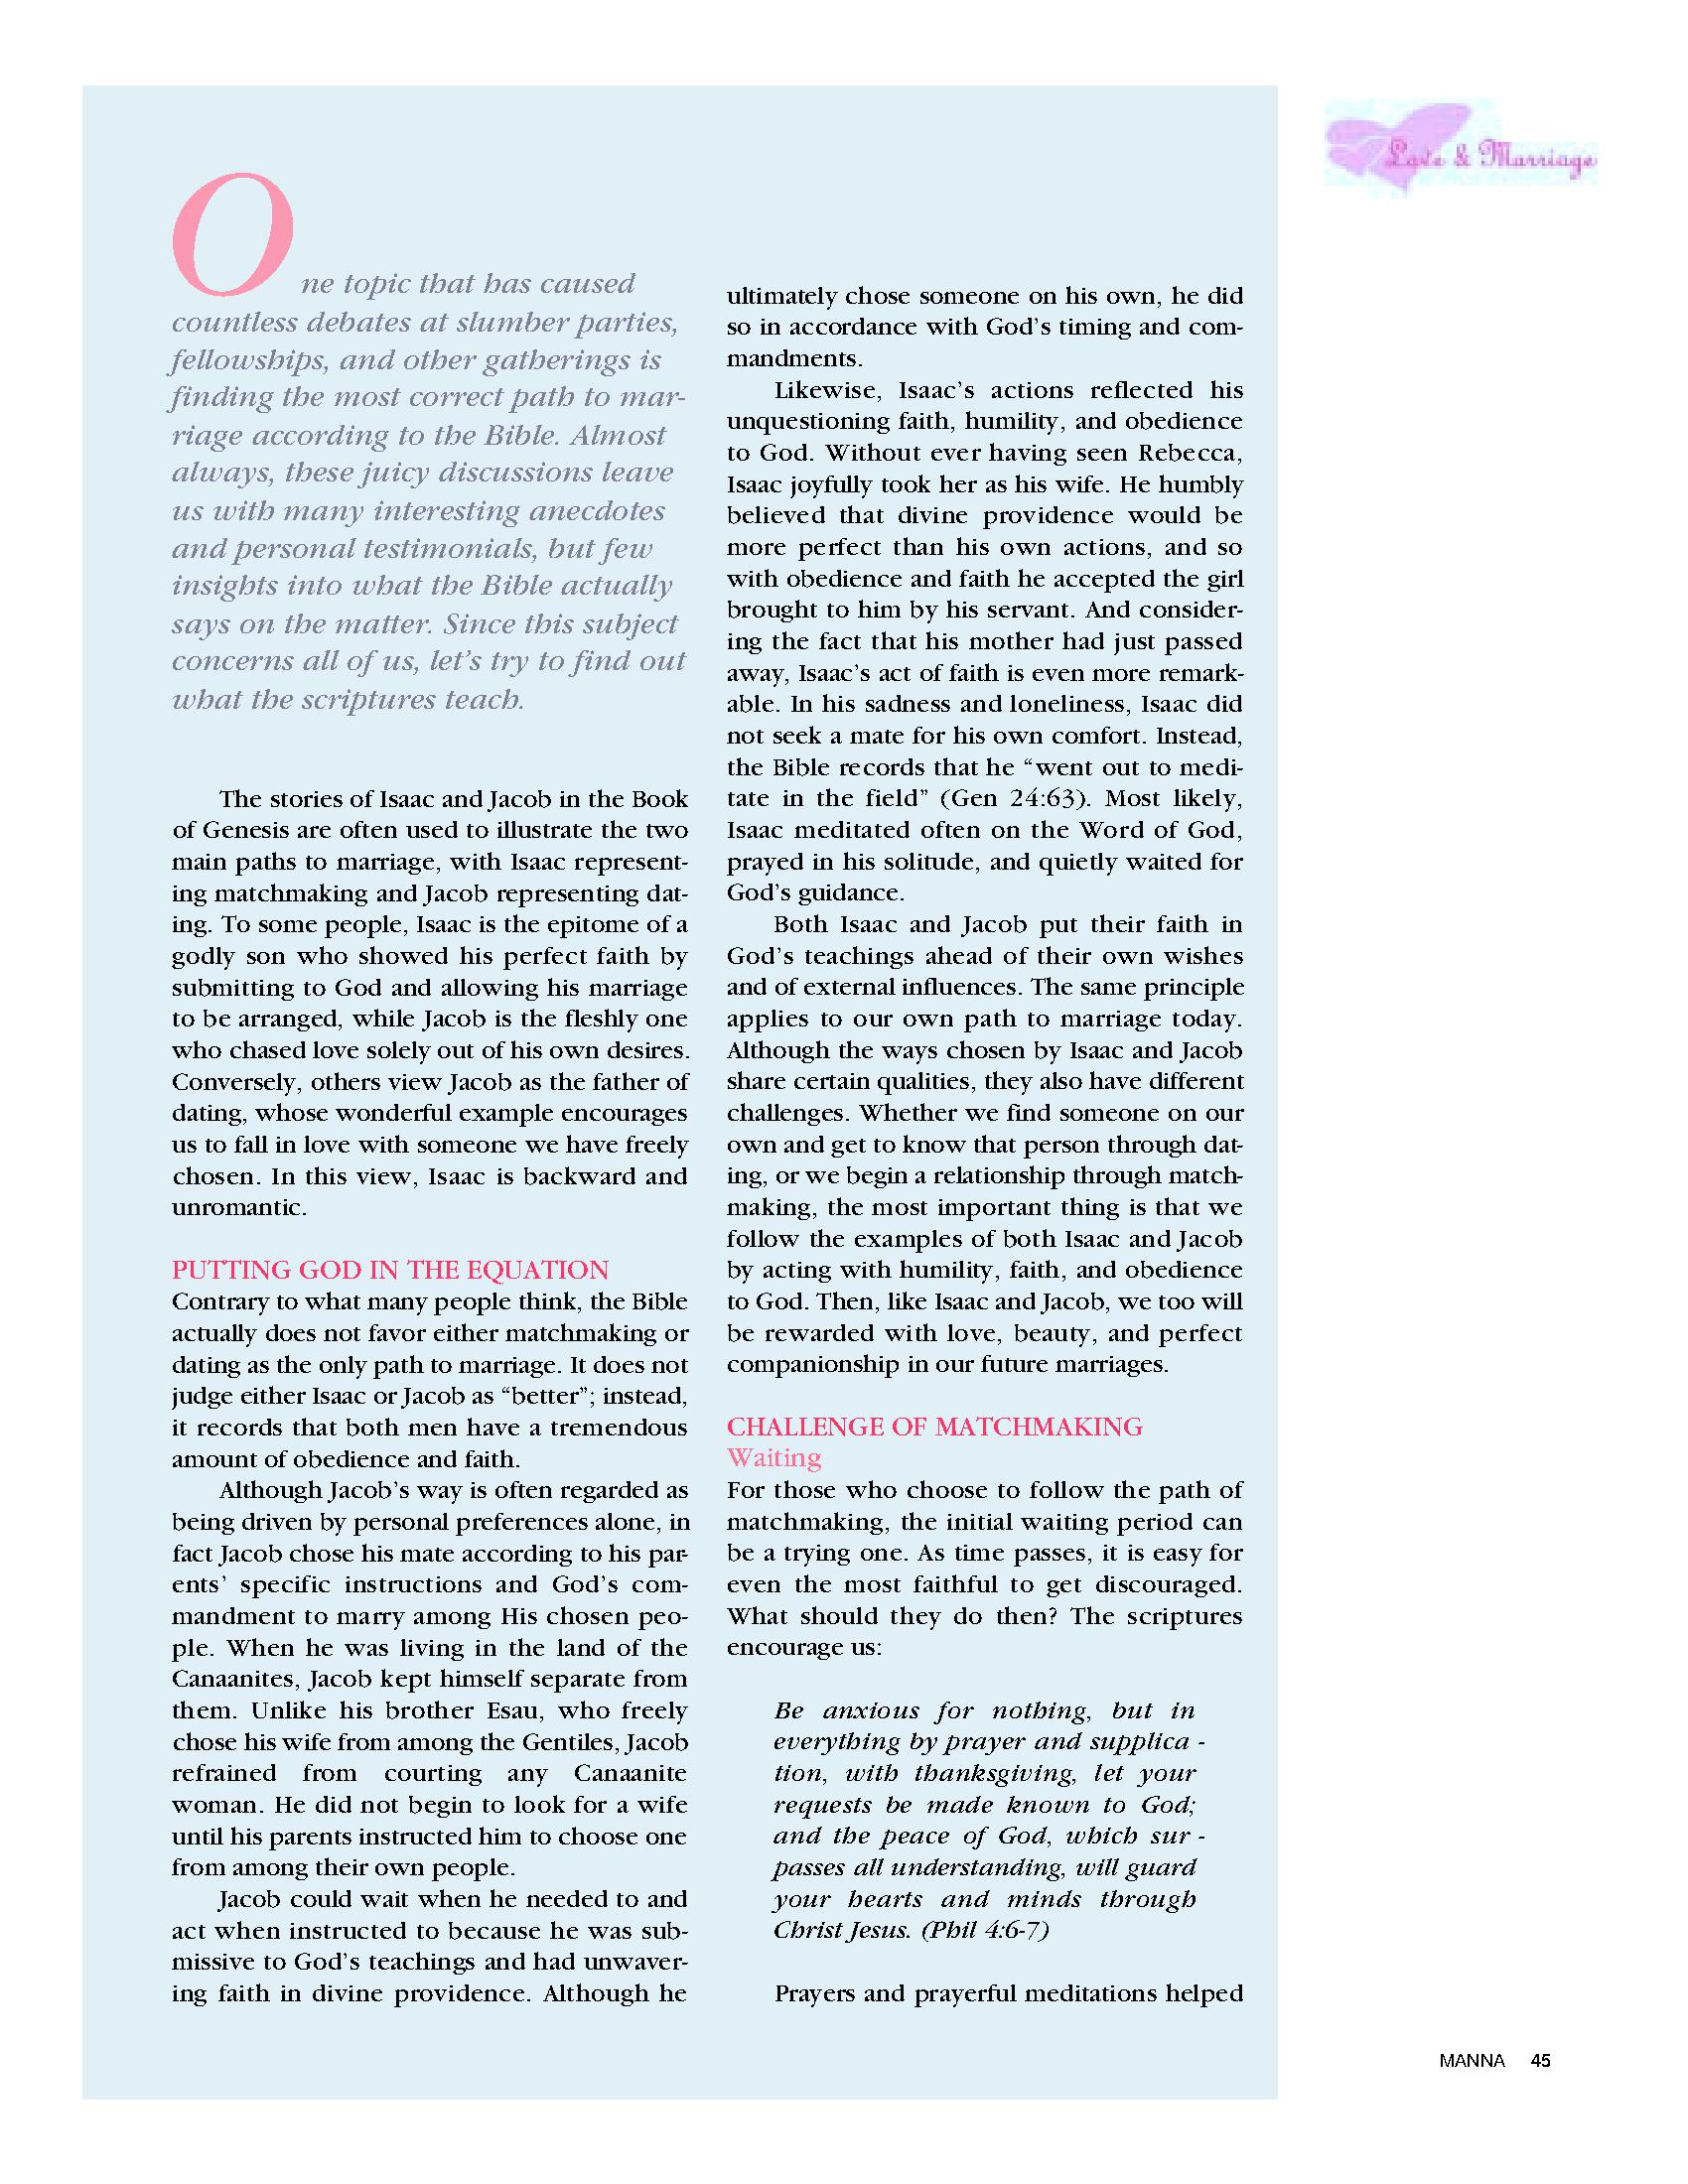 Love & Marriage
One topic that has caused
countless debates at slumber parties,
fellowships, and other gatherings is
finding the most correct path to mar-
riage according to the Bible. Almost
always, these juicy discussions leave
us with many interesting anecdotes
and personal testimonials, but few
insights into what the Bible actually
says on the matter. Since this subject
concerns all of us, let's try to find out
what the scriptures teach.
The stories of Isaac and Jacob in the Book
of Genesis are often used to illustrate the two
main paths to marriage, with Isaac represent-
ing matchmaking and Jacob representing dat-
ing. To some people, Isaac is the epitome of a
godly son who showed his perfect faith by
submitting to God and allowing his marriage
to be arranged, while Jacob is the fleshly one
who chased love solely out of his own desires.
Conversely, others view Jacob as the father of
dating, whose wonderful example encourages
us to fall in love with someone we have freely
chosen. In this view, Isaac is backward and
unromantic.
PUTTING GOD IN THE EQUATION
Contrary to what many people think, the Bible
actually does not favor either matchmaking or
dating as the only path to marriage. It does not
judge either Isaac or Jacob as “better”; instead,
it records that both men have a tremendous
amount of obedience and faith.
Although Jacob's way is often regarded as
being driven by personal preferences alone, in
fact Jacob chose his mate according to his par-
ents' specific instructions and God's com-
mandment to marry among His chosen peo-
ple. When he was living in the land of the
Canaanites, Jacob kept himself separate from
them. Unlike his brother Esau, who freely
chose his wife from among the Gentiles, Jacob
refrained from courting any Canaanite
woman. He did not begin to look for a wife
until his parents instructed him to choose one
from among their own people.
Jacob could wait when he needed to and
act when instructed to because he was sub-
missive to God's teachings and had unwaver-
ing faith in divine providence. Although he
ultimately chose someone on his own, he did
so in accordance with God's timing and com-
mandments.
Likewise, Isaac's actions reflected his
unquestioning faith, humility, and obedience
to God. Without ever having seen Rebecca,
Isaac joyfully took her as his wife. He humbly
believed that divine providence would be
more perfect than his own actions, and so
with obedience and faith he accepted the girl
brought to him by his servant. And consider-
ing the fact that his mother had just passed
away, Isaac's act of faith is even more remark-
able. In his sadness and loneliness, Isaac did
not seek a mate for his own comfort. Instead,
the Bible records that he “went out to medi-
tate in the field” (Gen 24:63). Most likely,
Isaac meditated often on the Word of God,
prayed in his solitude, and quietly waited for
God's guidance.
Both Isaac and Jacob put their faith in
God's teachings ahead of their own wishes
and of external influences. The same principle
applies to our own path to marriage today.
Although the ways chosen by Isaac and Jacob
share certain qualities, they also have different
challenges. Whether we find someone on our
own and get to know that person through dat-
ing, or we begin a relationship through match-
making, the most important thing is that we
follow the examples of both Isaac and Jacob
by acting with humility, faith, and obedience
to God. Then, like Isaac and Jacob, we too will
be rewarded with love, beauty, and perfect
companionship in our future marriages.
CHALLENGE OF MATCHMAKING
Waiting
For those who choose to follow the path of
matchmaking, the initial waiting period can
be a trying one. As time passes, it is easy for
even the most faithful to get discouraged.
What should they do then? The scriptures
encourage us:
Be anxious for nothing, but in
everything by prayer and supplica -
tion, with thanksgiving, let your
requests be made known to God;
and the peace of God, which sur -
passes all understanding, will guard
your hearts and minds through
Christ Jesus. (Phil 4:6-7)
Prayers and prayerful meditations helped
MANNA 45